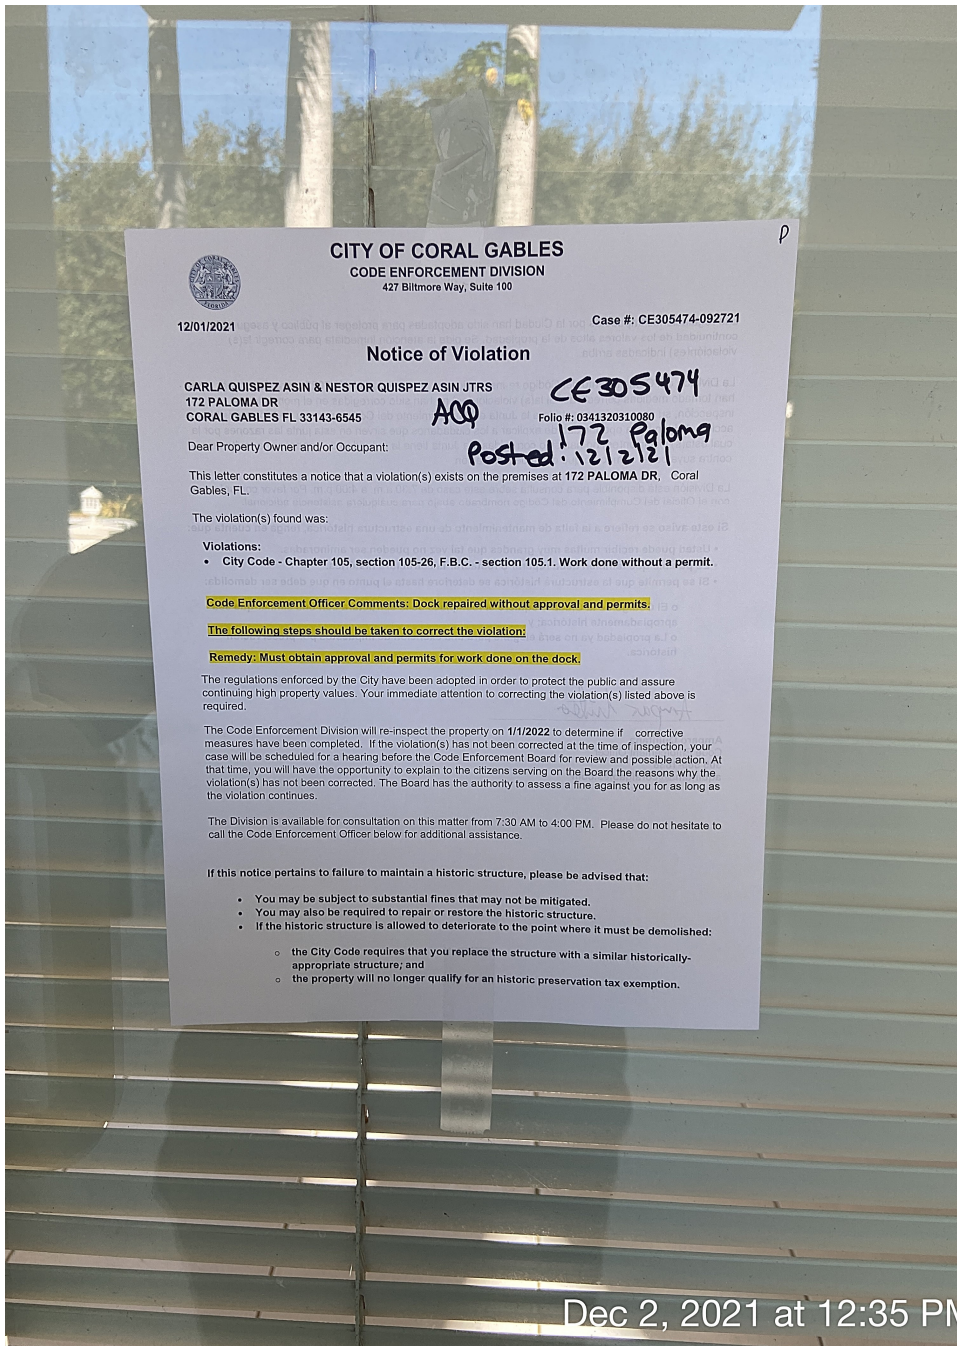 P
CITY OF CORAL GABLES
CODE ENFORCEMENT DIVISION
427 Biltmore Way, Suite 100
12/01/2021
Case #: CE305474-092721
Notice of Violation
CARLA QUISPEZ ASIN & NESTOR QUISPEZ ASIN JTRS
172 PALOMA DR
CORAL GABLES FL 33143-6545
CE305474
ACQ
Folio #: 0341320310080
172 Paloma
Posted: 12/2/21
Dear Property Owner and/or Occupant:
This letter constitutes a notice that a violation(s) exists on the premises at 172 PALOMA DR, Coral
Gables, FL.
The violation(s) found was:
Violations:
• City Code - Chapter 105, section 105-26, F.B.C. - section 105.1. Work done without a permit.
Code Enforcement Officer Comments: Dock repaired without approval and permits.
The following steps should be taken to correct the violation:
Remedy: Must obtain approval and permits for work done on the dock.
The regulations enforced by the City have been adopted in order to protect the public and assure
continuing high property values. Your immediate attention to correcting the violation(s) listed above is
required.
The Code Enforcement Division will re-inspect the property on 1/1/2022 to determine if corrective
measures have been completed. If the violation(s) has not been corrected at the time of inspection, your
case will be scheduled for a hearing before the Code Enforcement Board for review and possible action. At
that time, you will have the opportunity to explain to the citizens serving on the Board the reasons why the
violation(s) has not been corrected. The Board has the authority to assess a fine against you for as long as
the violation continues.
The Division is available for consultation on this matter from 7:30 AM to 4:00 PM. Please do not hesitate to
call the Code Enforcement Officer below for additional assistance.
If this notice pertains to failure to maintain a historic structure, please be advised that:
• You may be subject to substantial fines that may not be mitigated.
• You may also be required to repair or restore the historic structure.
• If the historic structure is allowed to deteriorate to the point where it must be demolished:
o the City Code requires that you replace the structure with a similar historically-
appropriate structure; and
o the property will no longer qualify for an historic preservation tax exemption.
Dec 2, 2021 at 12:35 PM